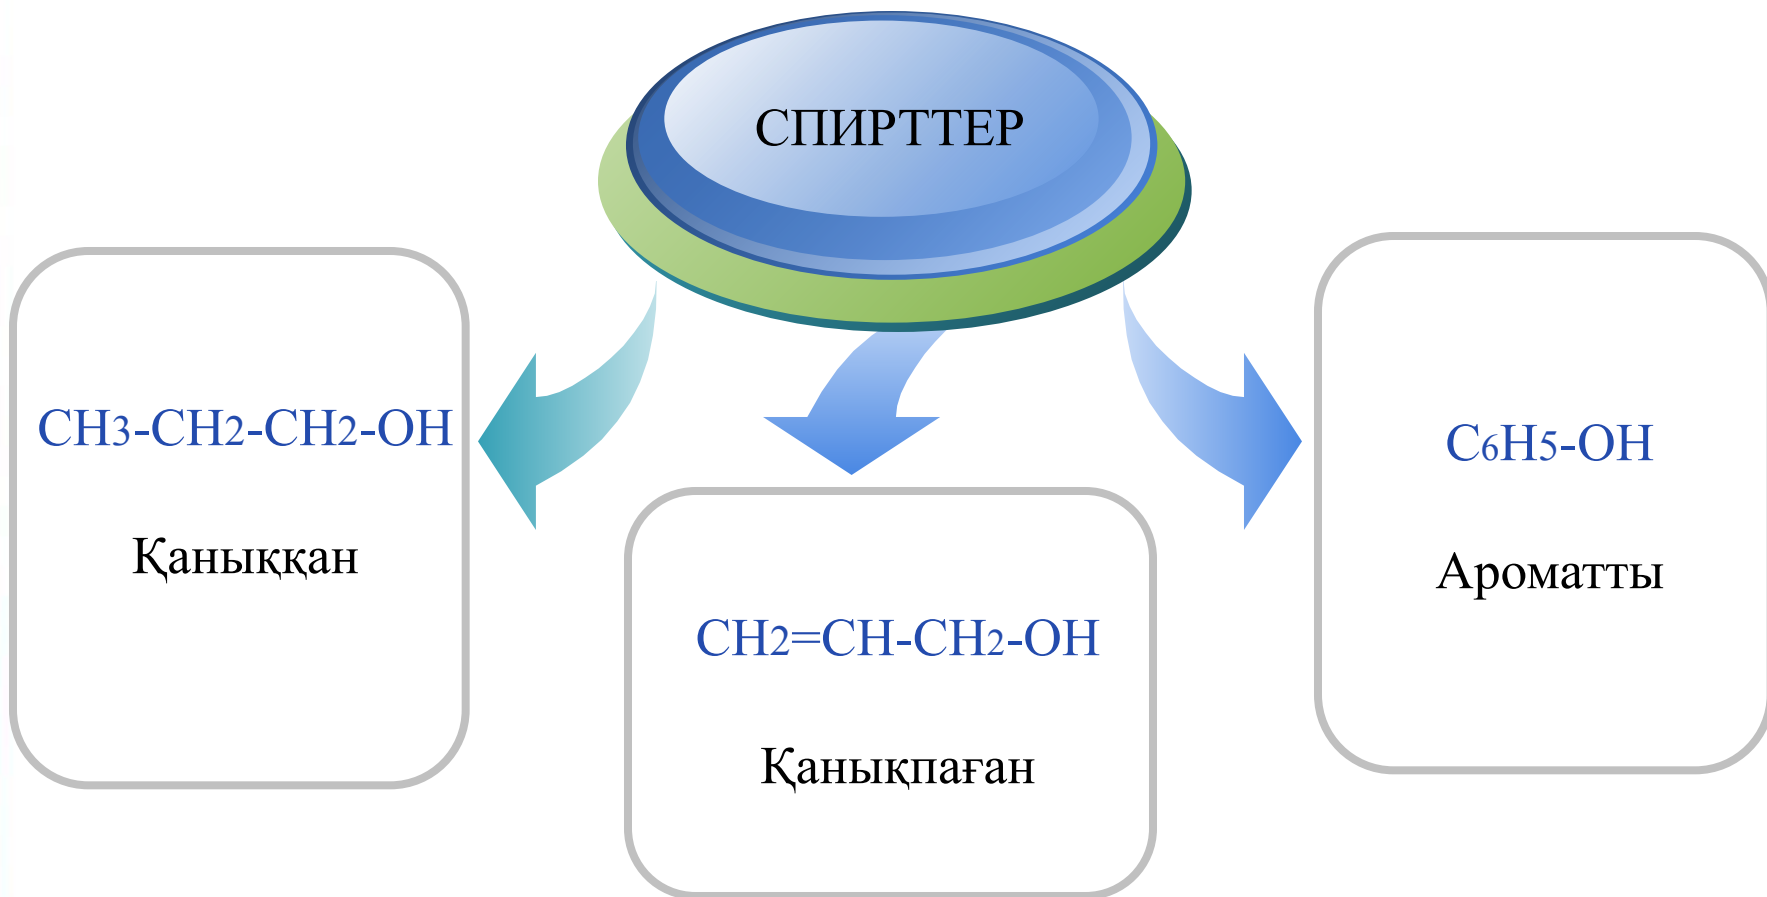 СПИРТТЕР
CH3-CH2-CH2-OH
Қаныққан
CH2=CH-CH2-OH
Қанықпаған
C6H5-OH
Ароматты